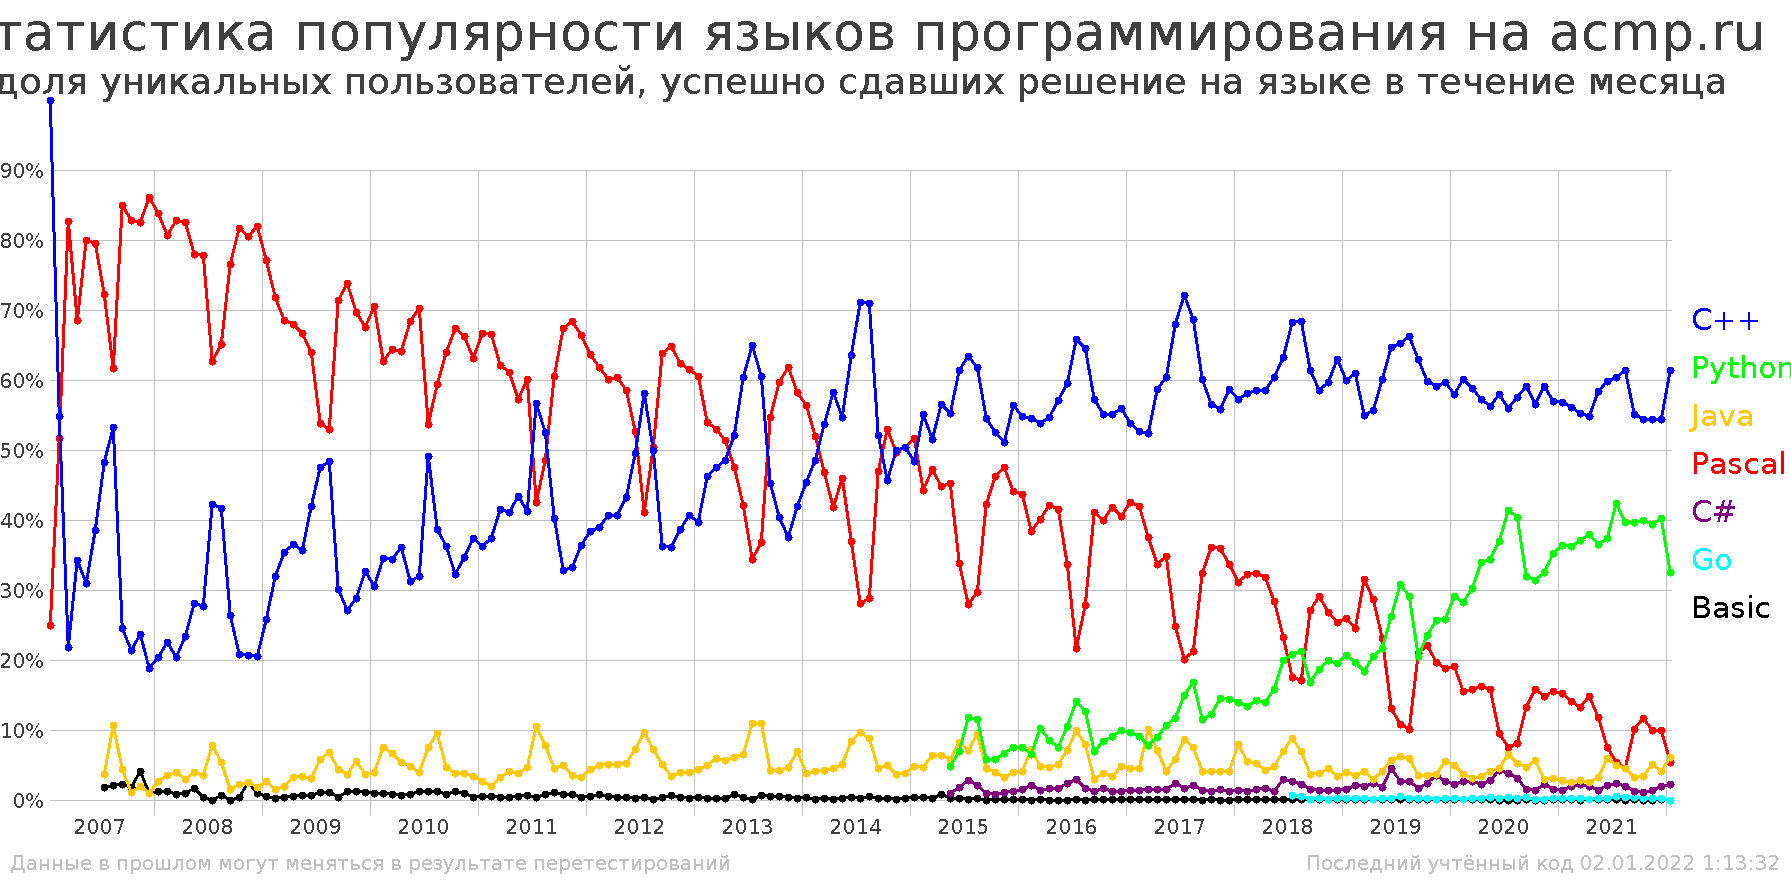 татистика популярности языков программирования на acmp.ru
доля уникальных пользователей, успешно сдавших решение на языке в течение месяца
90%
80%
70%
60%
50%
40%
30%
20%
10%
0%
C++
Python
Java
Pascal
C#
Go
Basic
2007 2008 2009 2010 2011 2012 2013 2014 2015 2016 2017 2018 2019 2020 2021
Данные в прошлом могут меняться в результате перетестирований
Последний учтённый код 02.01.2022 1:13:32